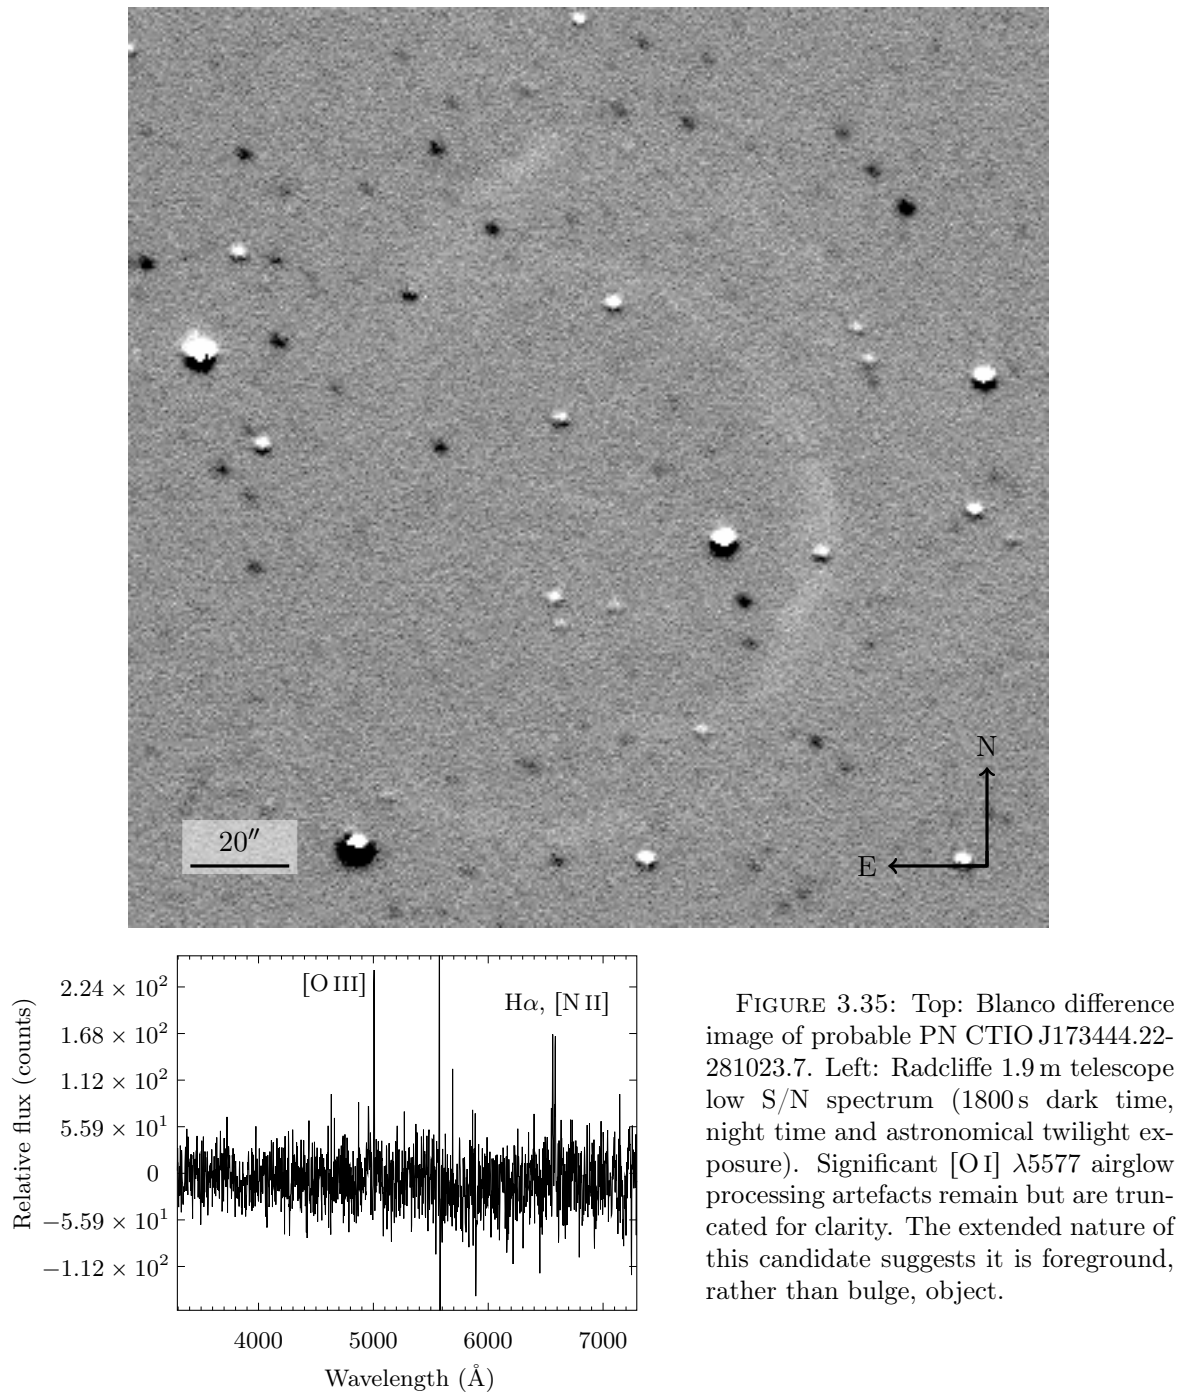 N
20″
E
[O III]
Hα, [N II]
2.24 × 10²
1.68 × 10²
1.12 × 10²
5.59 × 10¹
0
−5.59 × 10¹
−1.12 × 10²
Relative flux (counts)
4000 5000 6000 7000
Wavelength (Å)
FIGURE 3.35: Top: Blanco difference
image of probable PN CTIO J173444.22-
281023.7. Left: Radcliffe 1.9 m telescope
low S/N spectrum (1800 s dark time,
night time and astronomical twilight ex-
posure). Significant [O I] λ5577 airglow
processing artefacts remain but are trun-
cated for clarity. The extended nature of
this candidate suggests it is foreground,
rather than bulge, object.